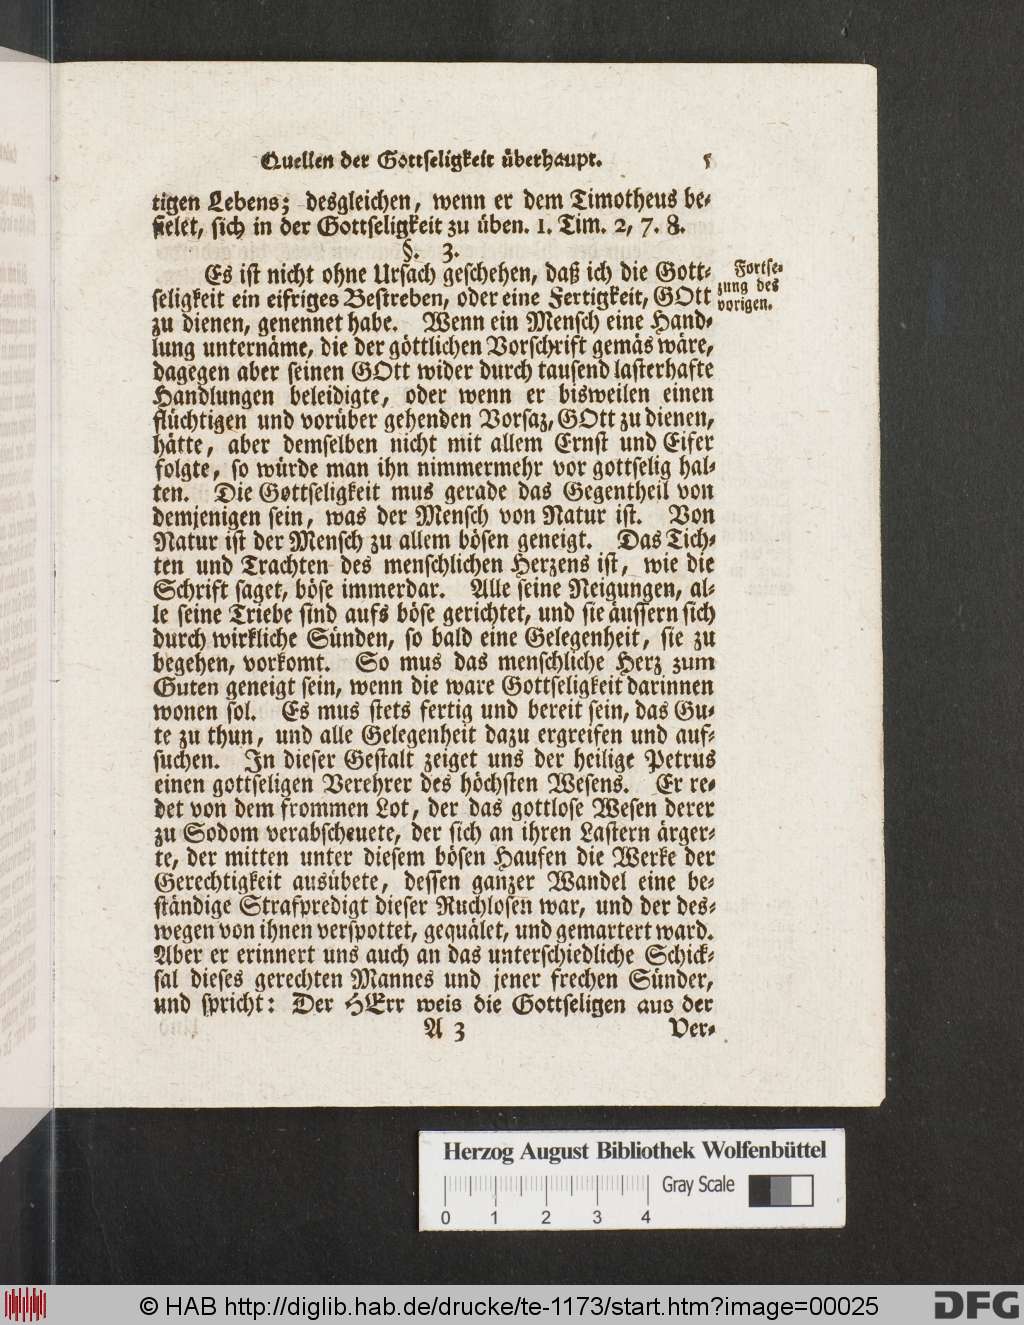 Quellen der Gottseligkeit überhaupt. 5
tigen Lebens; desgleichen, wenn er dem Timotheus be-
fielet, sich in der Gottseligkeit zu üben. 1. Tim. 2, 7. 8.
§. 3.
Es ist nicht ohne Ursach geschehen, daß ich die Gott-
seligkeit ein eifriges Bestreben, oder eine Fertigkeit, GOtt
zu dienen, genennet habe. Wenn ein Mensch eine Hand-
lung unternäme, die der göttlichen Vorschrift gemäs wäre,
dagegen aber seinen GOtt wider durch tausend lasterhafte
Handlungen beleidigte, oder wenn er bisweilen einen
flüchtigen und vorüber gehenden Vorsaz, GOtt zu dienen,
hätte, aber demselben nicht mit allem Ernst und Eifer
folgte, so würde man ihn nimmermehr vor gottselig hal-
ten. Die Gottseligkeit mus gerade das Gegentheil von
demjenigen sein, was der Mensch von Natur ist. Von
Natur ist der Mensch zu allem bösen geneigt. Das Tich-
ten und Trachten des menschlichen Herzens ist, wie die
Schrift saget, böse immerdar. Alle seine Neigungen, al-
le seine Triebe sind aufs böse gerichtet, und sie äussern sich
durch wirkliche Sünden, so bald eine Gelegenheit, sie zu
begehen, vorkomt. So mus das menschliche Herz zum
Guten geneigt sein, wenn die ware Gottseligkeit darinnen
wonen sol. Es mus stets fertig und bereit sein, das Gu-
te zu thun, und alle Gelegenheit dazu ergreifen und auf-
suchen. In dieser Gestalt zeiget uns der heilige Petrus
einen gottseligen Verehrer des höchsten Wesens. Er re-
det von dem frommen Lot, der das gottlose Wesen derer
zu Sodom verabscheuete, der sich an ihren Lastern ärger-
te, der mitten unter diesem bösen Haufen die Werke der
Gerechtigkeit ausübete, dessen ganzer Wandel eine be-
ständige Strafpredigt dieser Ruchlosen war, und der des-
wegen von ihnen verspottet, gequälet, und gemartert ward.
Aber er erinnert uns auch an das unterschiedliche Schick-
sal dieses gerechten Mannes und jener frechen Sünder,
und spricht: Der HErr weis die Gottseligen aus der
A 3 Ver-
Fortse-
zung des
vorigen.
Herzog August Bibliothek Wolfenbüttel
Gray Scale
0 1 2 3 4
© HAB http://diglib.hab.de/drucke/te-1173/start.htm?image=00025
DFG